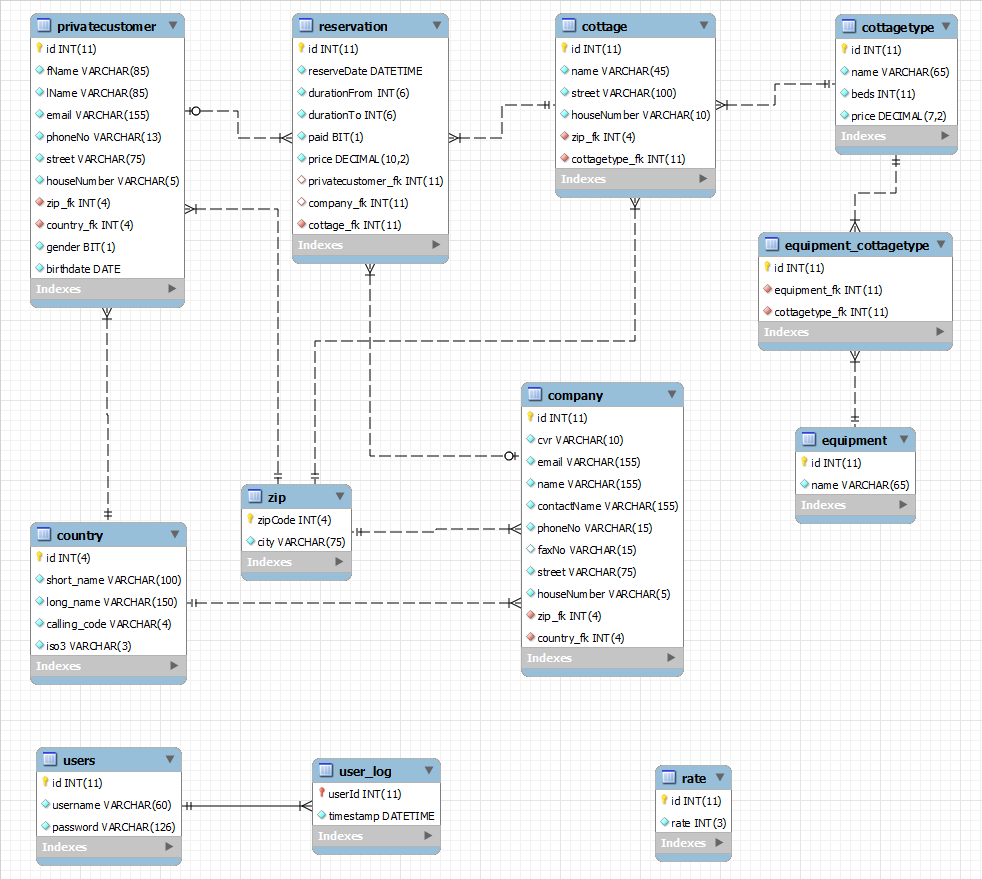 privatecustomer
id INT(11)
fName VARCHAR(85)
lName VARCHAR(85)
email VARCHAR(155)
phoneNo VARCHAR(13)
street VARCHAR(75)
houseNumber VARCHAR(5)
zip_fk INT(4)
country_fk INT(4)
gender BIT(1)
birthdate DATE
Indexes
reservation
id INT(11)
reserveDate DATETIME
durationFrom INT(6)
durationTo INT(6)
paid BIT(1)
price DECIMAL(10,2)
privatecustomer_fk INT(11)
company_fk INT(11)
cottage_fk INT(11)
Indexes
cottage
id INT(11)
name VARCHAR(45)
street VARCHAR(100)
houseNumber VARCHAR(10)
zip_fk INT(4)
cottagetype_fk INT(11)
Indexes
cottagetype
id INT(11)
name VARCHAR(65)
beds INT(11)
price DECIMAL(7,2)
Indexes
equipment_cottagetype
id INT(11)
equipment_fk INT(11)
cottagetype_fk INT(11)
Indexes
company
id INT(11)
cvr VARCHAR(10)
email VARCHAR(155)
name VARCHAR(155)
contactName VARCHAR(155)
phoneNo VARCHAR(15)
faxNo VARCHAR(15)
street VARCHAR(75)
houseNumber VARCHAR(5)
zip_fk INT(4)
country_fk INT(4)
Indexes
equipment
id INT(11)
name VARCHAR(65)
Indexes
zip
zipCode INT(4)
city VARCHAR(75)
Indexes
country
id INT(4)
short_name VARCHAR(100)
long_name VARCHAR(150)
calling_code VARCHAR(4)
iso3 VARCHAR(3)
Indexes
users
id INT(11)
username VARCHAR(60)
password VARCHAR(126)
Indexes
user_log
userId INT(11)
timestamp DATETIME
Indexes
rate
id INT(11)
rate INT(3)
Indexes